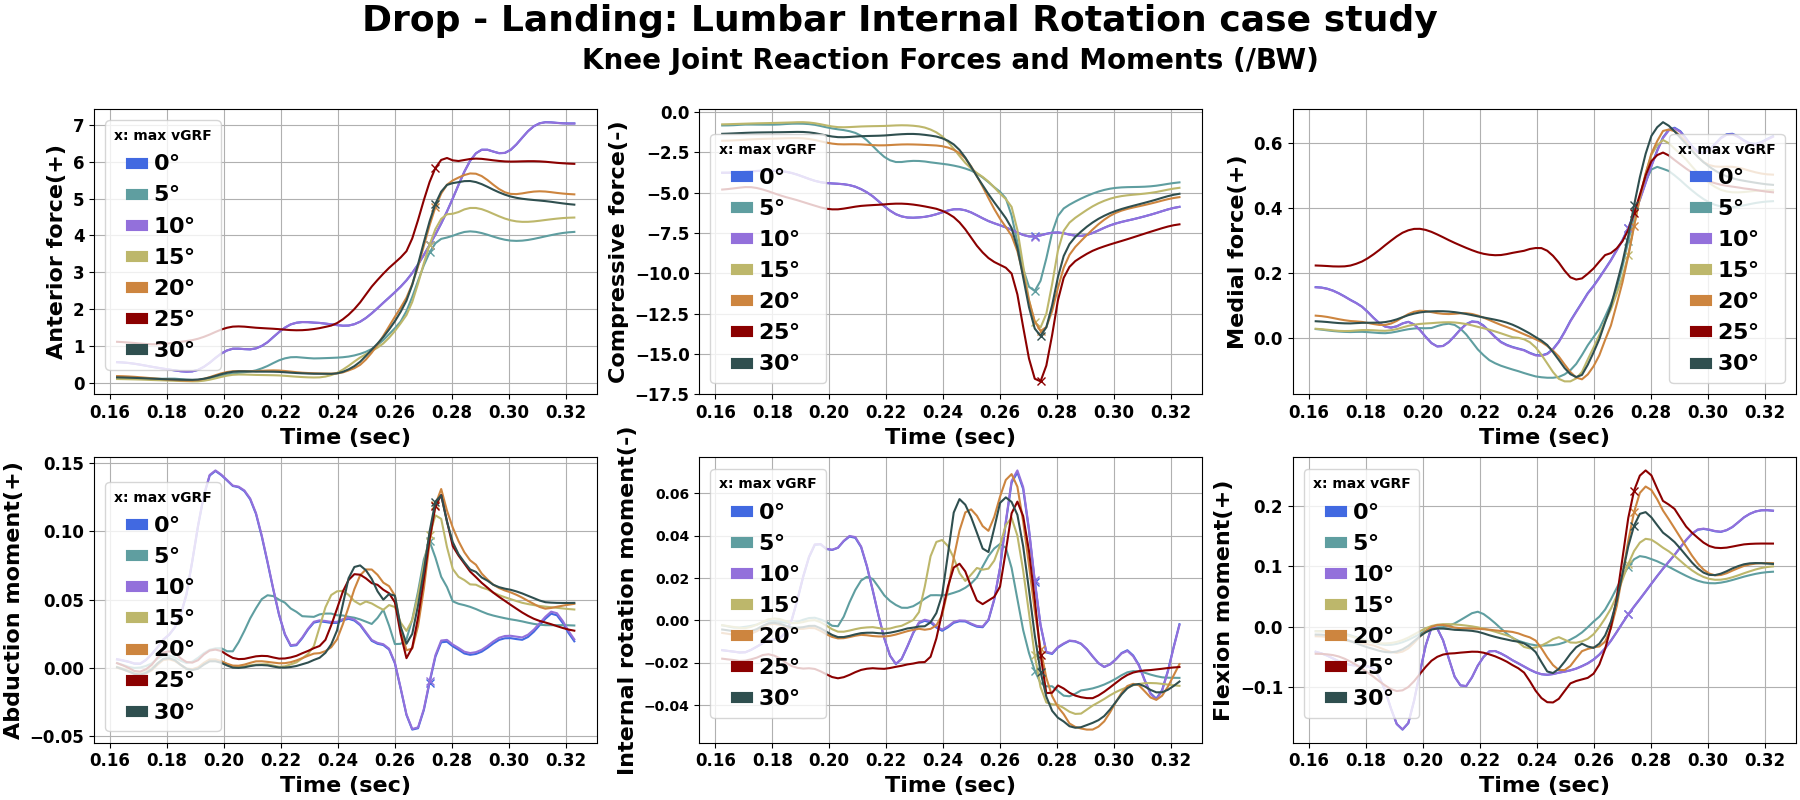 Drop - Landing: Lumbar Internal Rotation case study
Knee Joint Reaction Forces and Moments (/BW)
Anterior force(+)
7
6
5
4
3
2
1
0
x: max vGRF
0°
5°
10°
15°
20°
25°
30°
0.16 0.18 0.20 0.22 0.24 0.26 0.28 0.30 0.32
Time (sec)
Compressive force(-)
0.0
−2.5
−5.0
−7.5
−10.0
−12.5
−15.0
−17.5
x: max vGRF
0°
5°
10°
15°
20°
25°
30°
0.16 0.18 0.20 0.22 0.24 0.26 0.28 0.30 0.32
Time (sec)
Medial force(+)
0.6
0.4
0.2
0.0
x: max vGRF
0°
5°
10°
15°
20°
25°
30°
0.16 0.18 0.20 0.22 0.24 0.26 0.28 0.30 0.32
Time (sec)
Abduction moment(+)
0.15
0.10
0.05
0.00
−0.05
x: max vGRF
0°
5°
10°
15°
20°
25°
30°
0.16 0.18 0.20 0.22 0.24 0.26 0.28 0.30 0.32
Time (sec)
Internal rotation moment(-)
0.06
0.04
0.02
0.00
−0.02
−0.04
x: max vGRF
0°
5°
10°
15°
20°
25°
30°
0.16 0.18 0.20 0.22 0.24 0.26 0.28 0.30 0.32
Time (sec)
Flexion moment(+)
0.2
0.1
0.0
−0.1
x: max vGRF
0°
5°
10°
15°
20°
25°
30°
0.16 0.18 0.20 0.22 0.24 0.26 0.28 0.30 0.32
Time (sec)